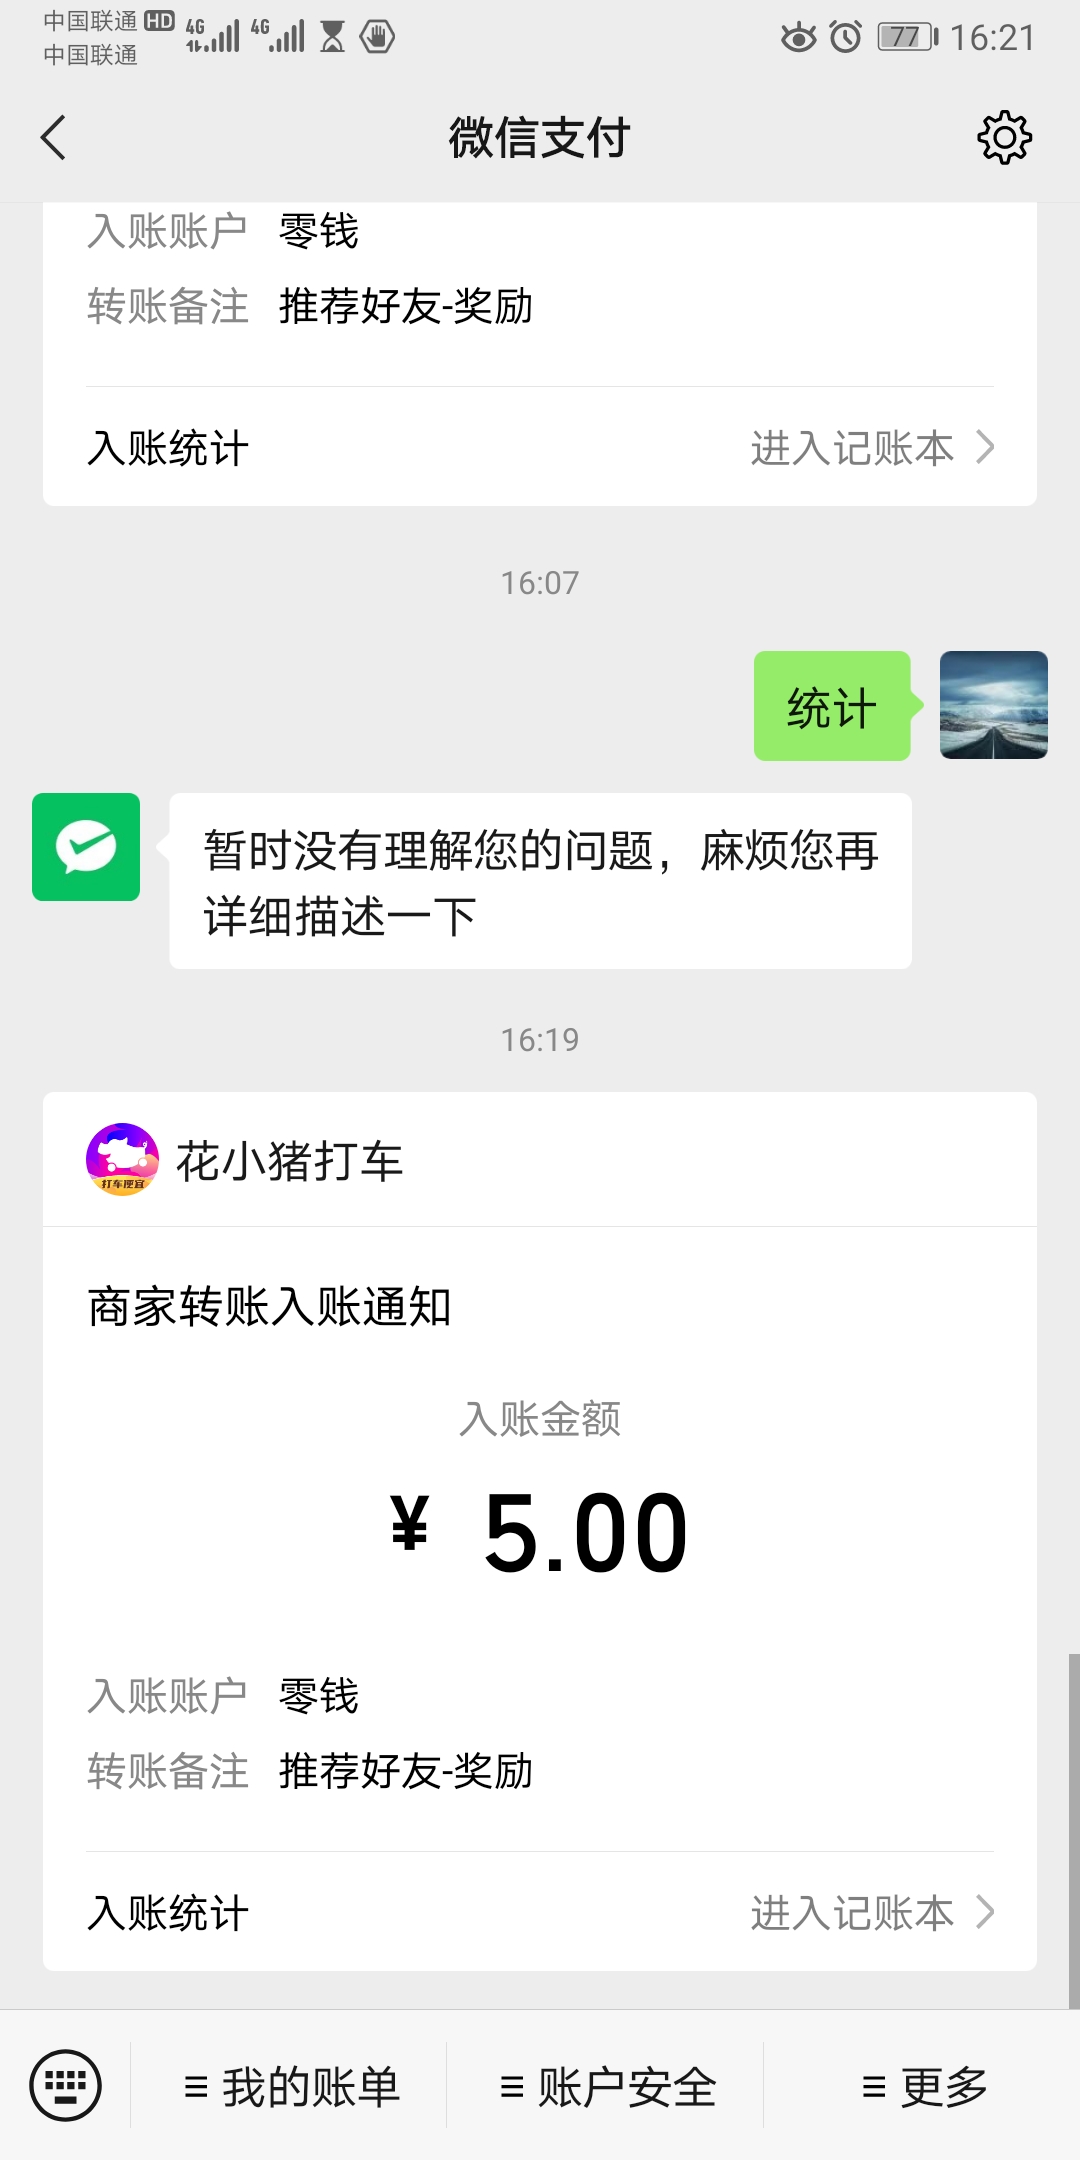 中国联通 HD 4G 4G 77 16:21
中国联通
微信支付
入账账户 零钱
转账备注 推荐好友-奖励
入账统计 进入记账本
16:07
统计
暂时没有理解您的问题，麻烦您再
详细描述一下
16:19
打车便宜
花小猪打车
商家转账入账通知
入账金额
¥ 5.00
入账账户 零钱
转账备注 推荐好友-奖励
入账统计 进入记账本
我的账单 账户安全 更多